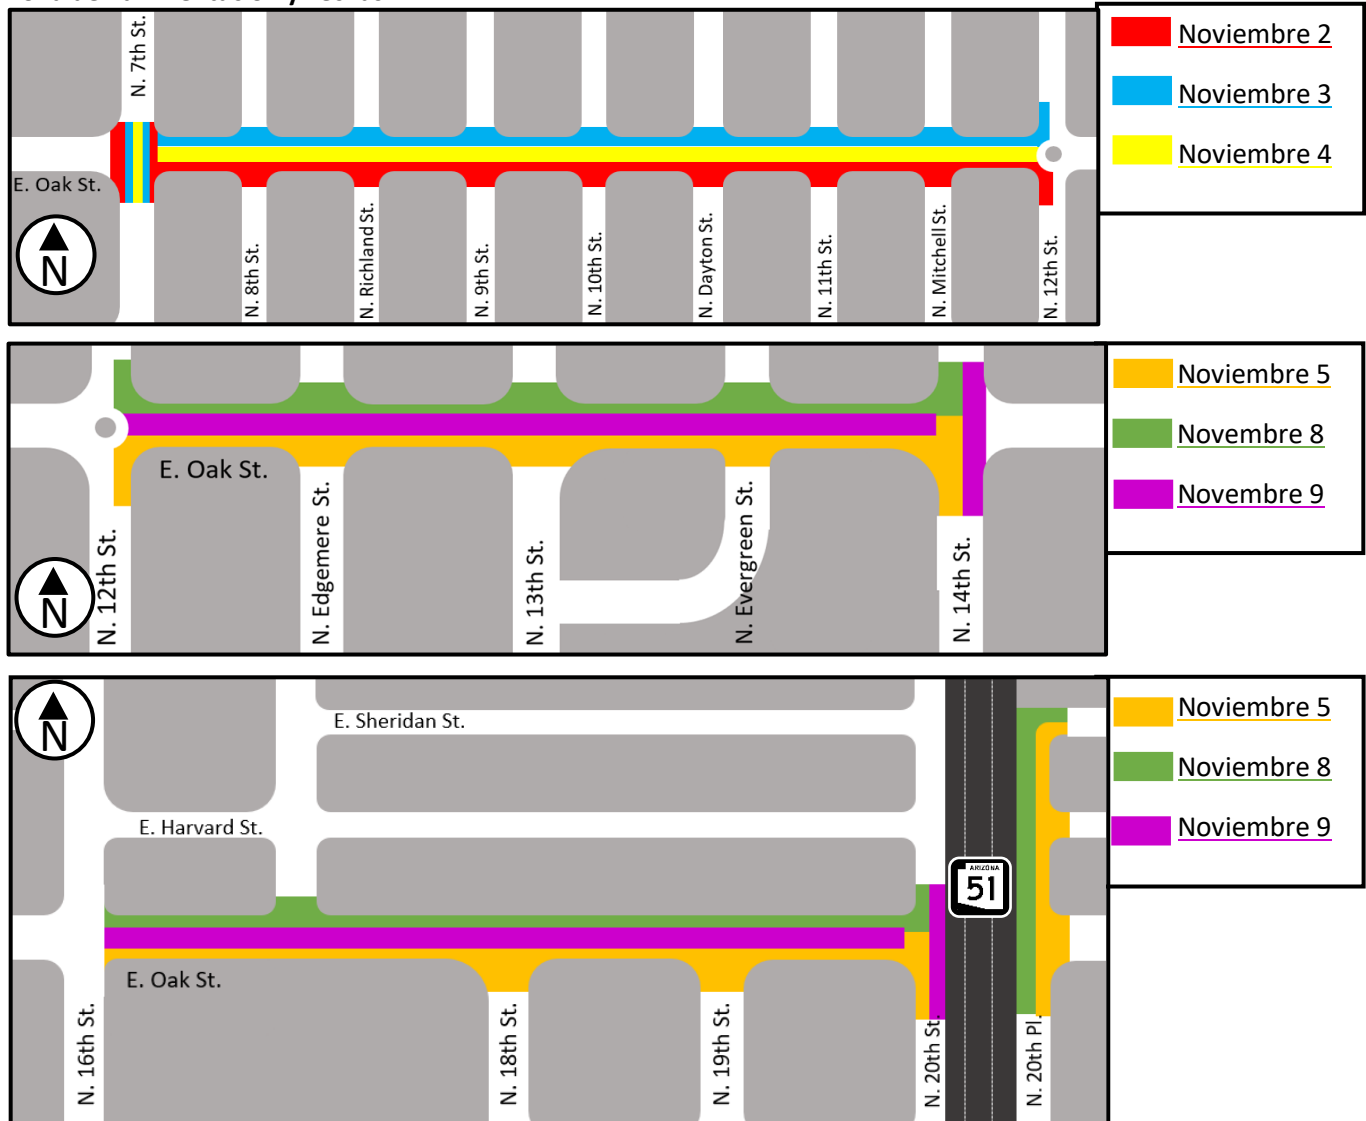 N. 7th St.
E. Oak St.
N
N. 8th St.
N. Richland St.
N. 9th St.
N. 10th St.
N. Dayton St.
N. 11th St.
N. Mitchell St.
N. 12th St.
Noviembre 2
Noviembre 3
Noviembre 4
E. Oak St.
N
N. 12th St.
N. Edgemere St.
N. 13th St.
N. Evergreen St.
N. 14th St.
Noviembre 5
Novembre 8
Novembre 9
N
E. Sheridan St.
E. Harvard St.
ARIZONA
51
E. Oak St.
N. 16th St.
N. 18th St.
N. 19th St.
N. 20th St.
N. 20th Pl.
Noviembre 5
Noviembre 8
Noviembre 9